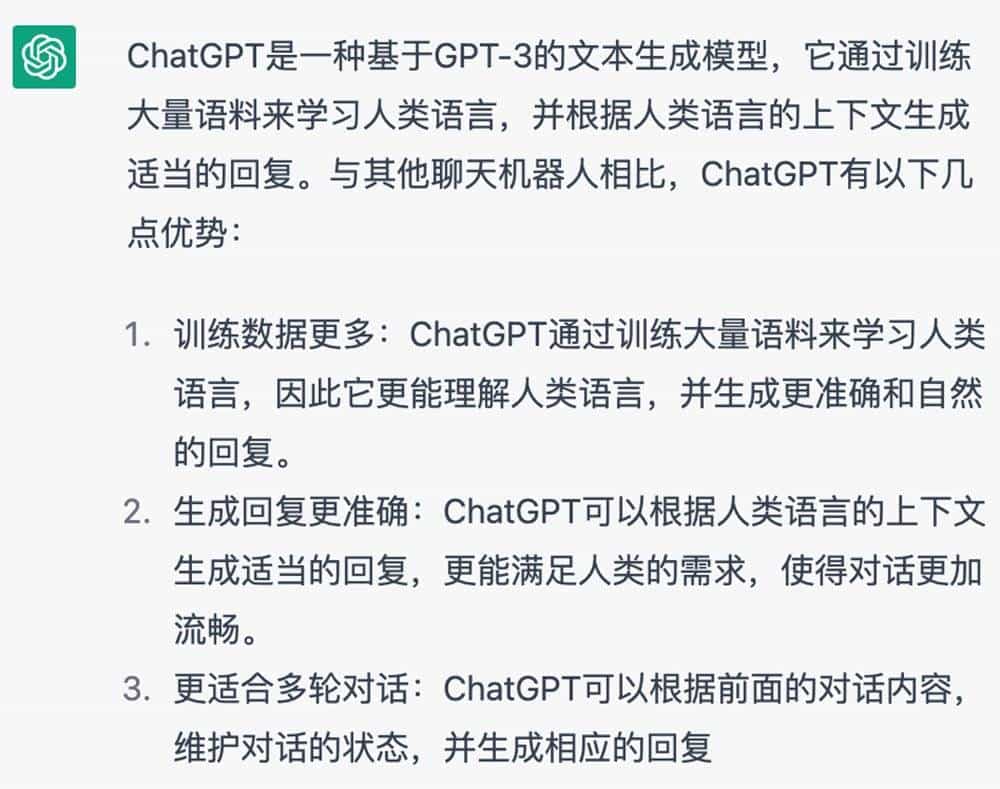 ChatGPT是一种基于GPT-3的文本生成模型，它通过训练
大量语料来学习人类语言，并根据人类语言的上下文生成
适当的回复。与其他聊天机器人相比，ChatGPT有以下几
点优势：
1. 训练数据更多：ChatGPT通过训练大量语料来学习人类
语言，因此它更能理解人类语言，并生成更准确和自然
的回复。
2. 生成回复更准确：ChatGPT可以根据人类语言的上下文
生成适当的回复，更能满足人类的需求，使得对话更加
流畅。
3. 更适合多轮对话：ChatGPT可以根据前面的对话内容，
维护对话的状态，并生成相应的回复